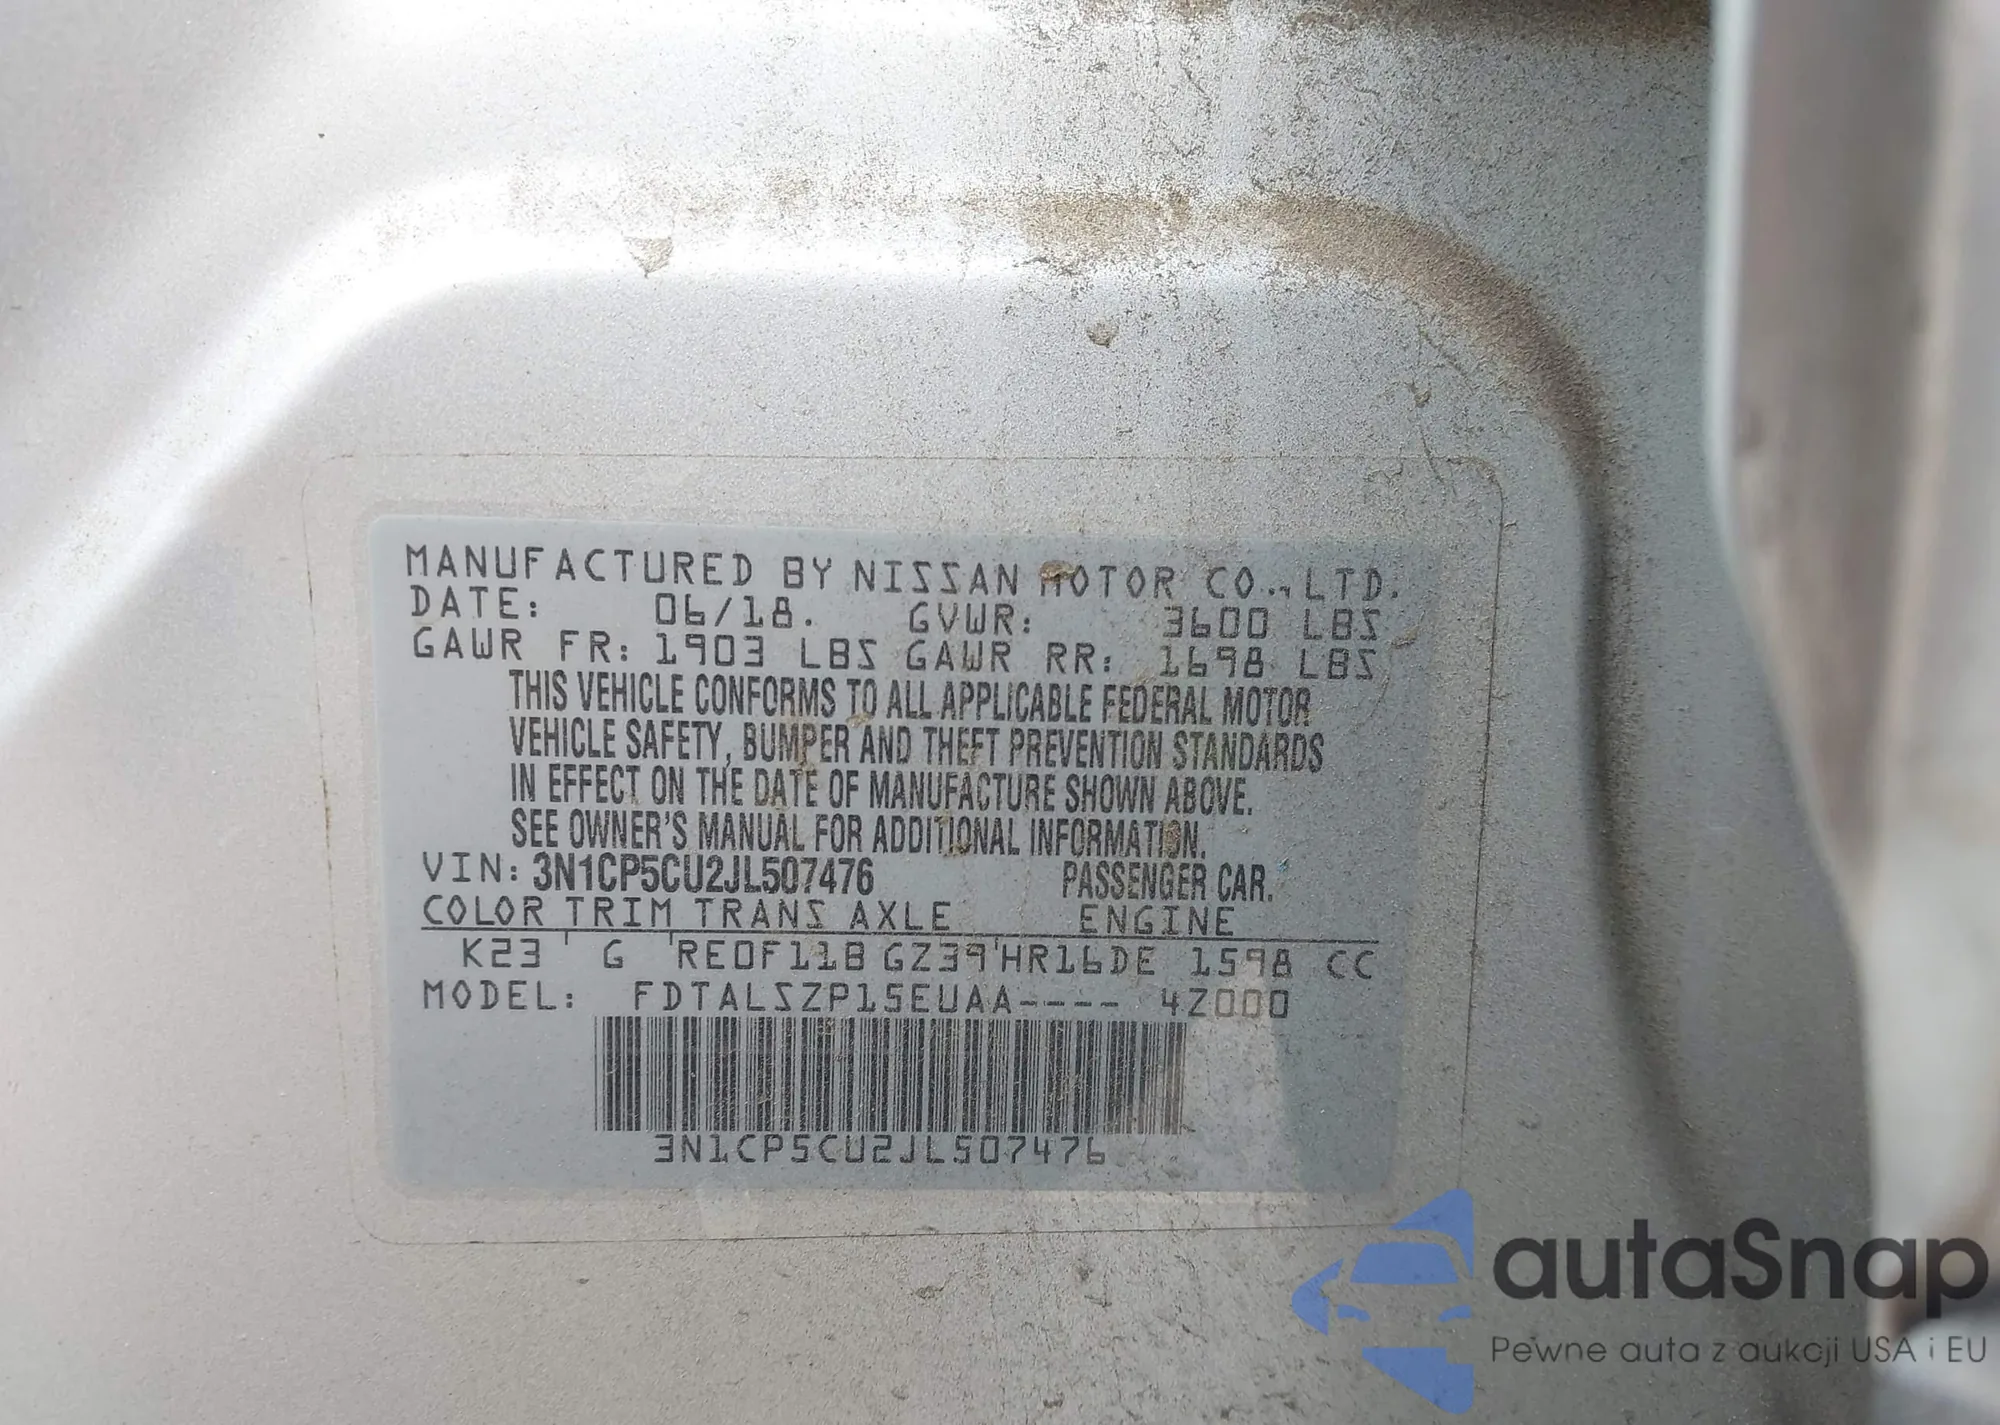 MANUFACTURED BY NISSAN MOTOR CO., LTD.
DATE: 06/18. GVWR: 3600 LBS
GAWR FR: 1903 LBS GAWR RR: 1698 LBS
THIS VEHICLE CONFORMS TO ALL APPLICABLE FEDERAL MOTOR
VEHICLE SAFETY, BUMPER AND THEFT PREVENTION STANDARDS
IN EFFECT ON THE DATE OF MANUFACTURE SHOWN ABOVE.
SEE OWNER'S MANUAL FOR ADDITIONAL INFORMATION.
VIN: 3N1CP5CU2JL507476 PASSENGER CAR.
COLOR TRIM TRANS AXLE ENGINE
K23 G RE0F11B GZ39 HR16DE 1598 CC
MODEL: FDTALSZP15EUAA---- 4Z000
3N1CP5CU2JL507476
autaSnap
Pewne auta z aukcji USA i EU